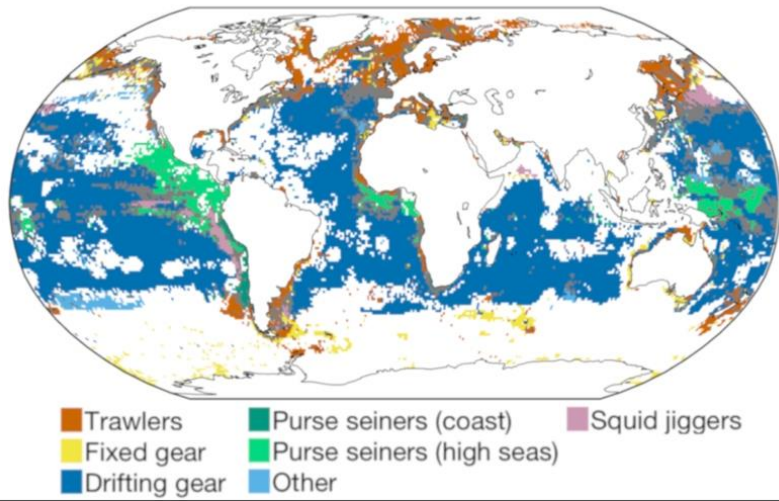 Trawlers
Purse seiners (coast)
Squid jiggers
Fixed gear
Purse seiners (high seas)
Drifting gear
Other